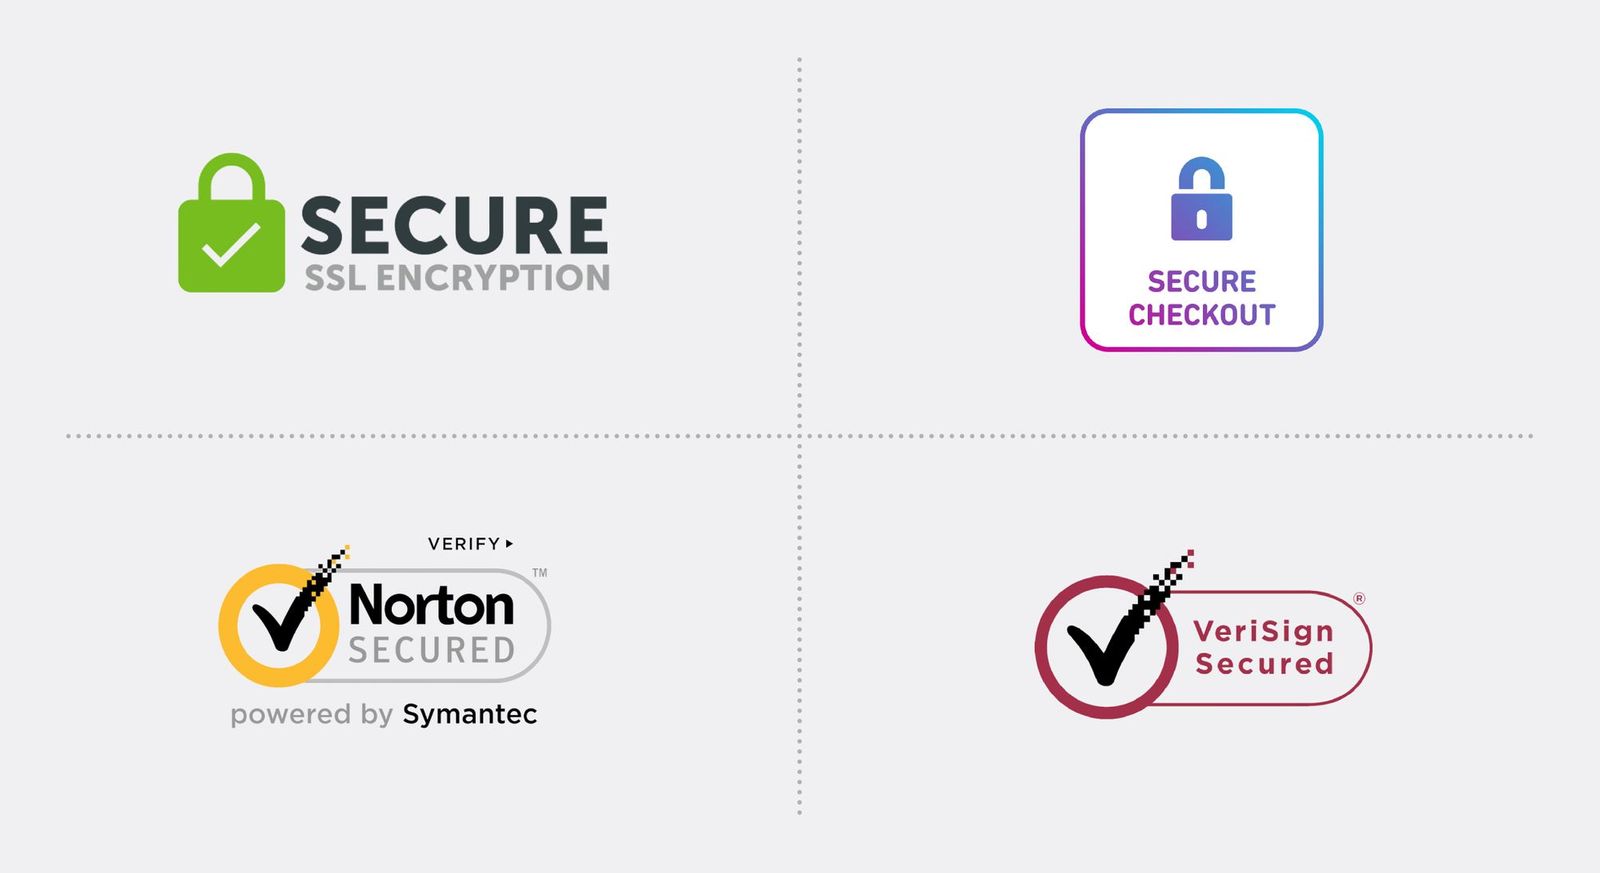 SECURE
SSL ENCRYPTION
SECURE
CHECKOUT
VERIFY
Norton
TM
SECURED
powered by Symantec
VeriSign
®
Secured